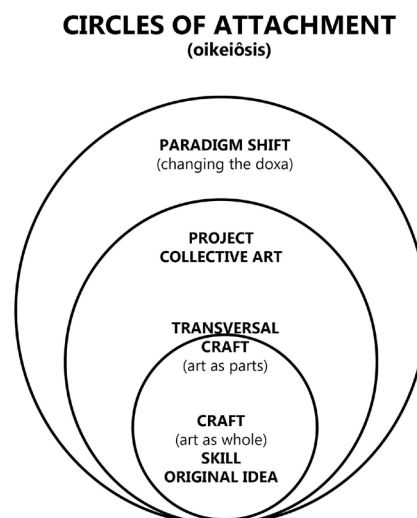 CIRCLES OF ATTACHMENT
(oikeiôsis)
PARADIGM SHIFT
(changing the doxa)
PROJECT
COLLECTIVE ART
TRANSVERSAL
CRAFT
(art as parts)
CRAFT
(art as whole)
SKILL
ORIGINAL IDEA